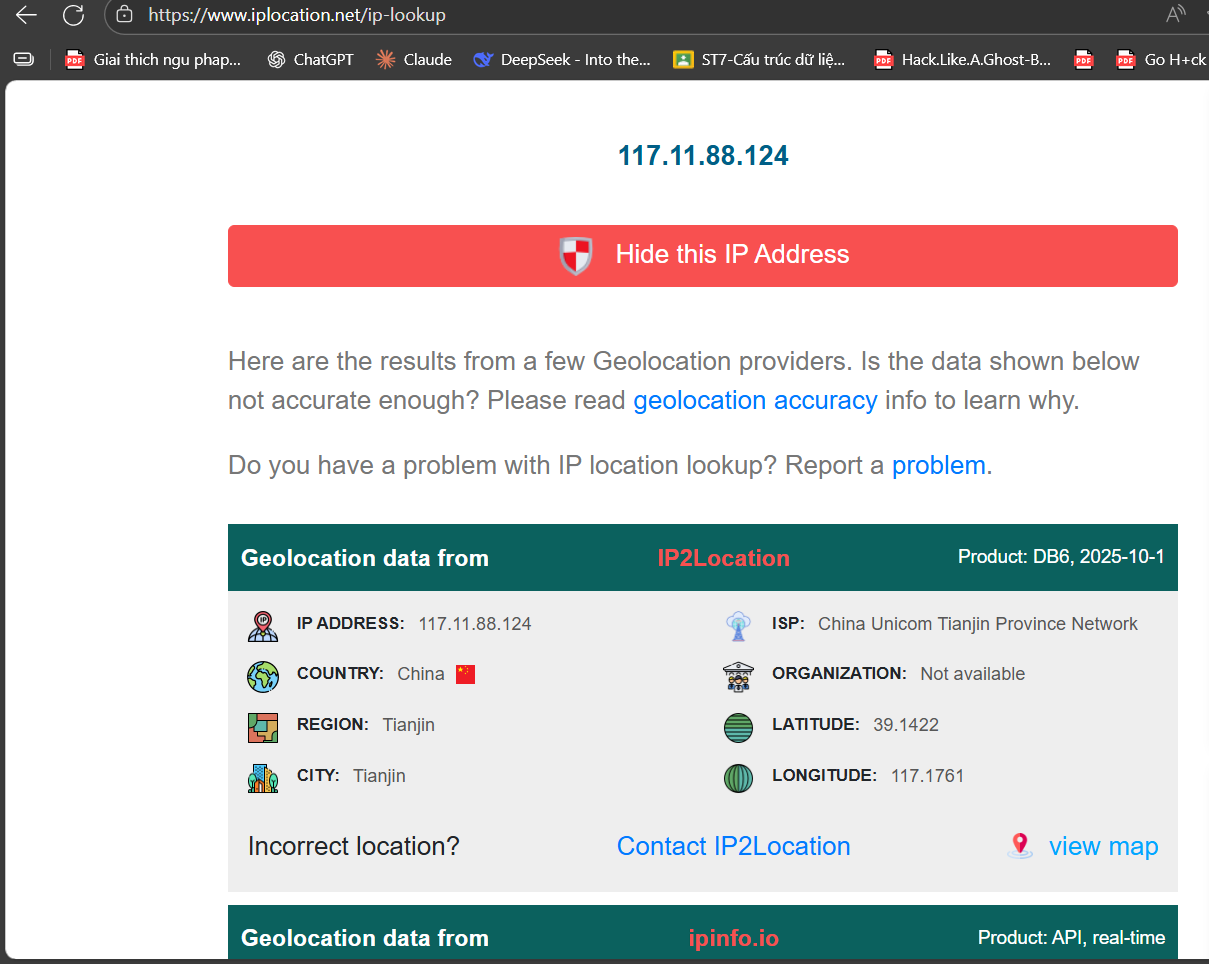 https://www.iplocation.net/ip-lookup
Giai thich ngu phap... ChatGPT Claude DeepSeek - Into the... ST7-Cấu trúc dữ liệ... Hack.Like.A.Ghost-B... Go H+ck
117.11.88.124
Hide this IP Address
Here are the results from a few Geolocation providers. Is the data shown below
not accurate enough? Please read geolocation accuracy info to learn why.
Do you have a problem with IP location lookup? Report a problem.
Geolocation data from IP2Location Product: DB6, 2025-10-1
IP ADDRESS: 117.11.88.124 ISP: China Unicom Tianjin Province Network
COUNTRY: China ORGANIZATION: Not available
REGION: Tianjin LATITUDE: 39.1422
CITY: Tianjin LONGITUDE: 117.1761
Incorrect location? Contact IP2Location view map
Geolocation data from ipinfo.io Product: API, real-time